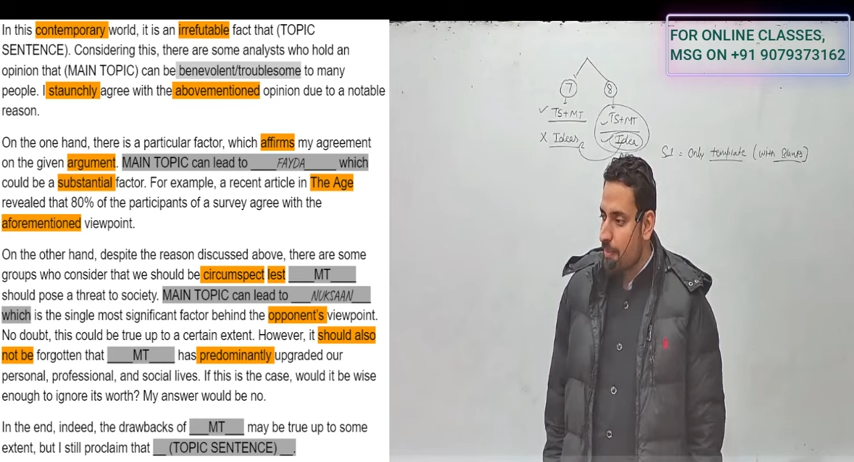 In this contemporary world, it is an irrefutable fact that (TOPIC
SENTENCE). Considering this, there are some analysts who hold an
opinion that (MAIN TOPIC) can be benevolent/troublesome to many
people. I staunchly agree with the abovementioned opinion due to a notable
reason.
On the one hand, there is a particular factor, which affirms my agreement
on the given argument. MAIN TOPIC can lead to ____FAYDA____ which
could be a substantial factor. For example, a recent article in The Age
revealed that 80% of the participants of a survey agree with the
aforementioned viewpoint.
On the other hand, despite the reason discussed above, there are some
groups who consider that we should be circumspect lest ____MT____
should pose a threat to society. MAIN TOPIC can lead to ___NUKSAAN___
which is the single most significant factor behind the opponent's viewpoint.
No doubt, this could be true up to a certain extent. However, it should also
not be forgotten that ____MT____ has predominantly upgraded our
personal, professional, and social lives. If this is the case, would it be wise
enough to ignore its worth? My answer would be no.
In the end, indeed, the drawbacks of ___MT___ may be true up to some
extent, but I still proclaim that __ (TOPIC SENTENCE) __.
FOR ONLINE CLASSES,
MSG ON +91 9079373162
7 8
✓ TS+MT
✓ TS+MT
X Ideas
✓ Idea
S1 = Only template (with Blanks)